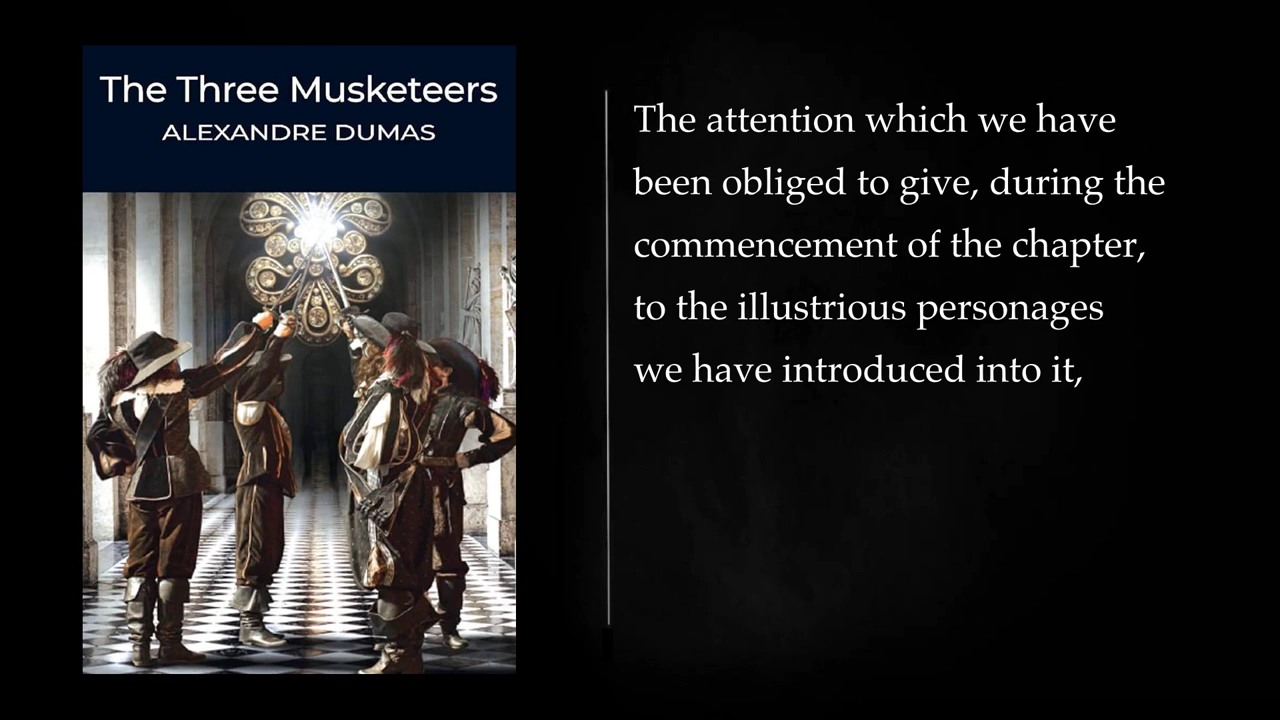 The Three Musketeers
ALEXANDRE DUMAS
The attention which we have
been obliged to give, during the
commencement of the chapter,
to the illustrious personages
we have introduced into it,